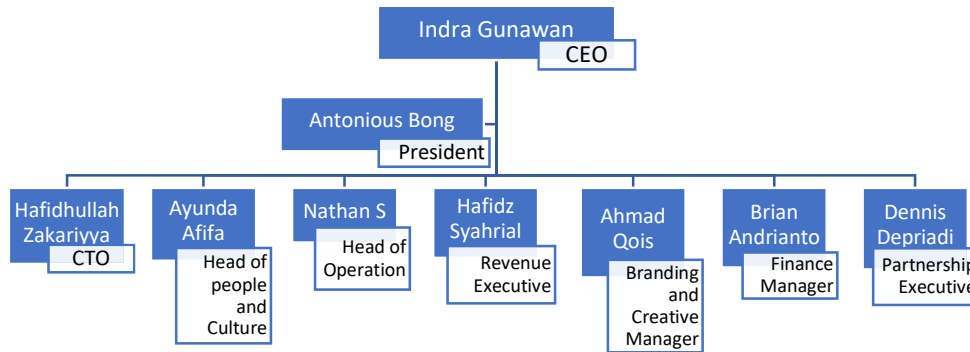 Indra Gunawan
CEO
Antonious Bong
President
Hafidhullah
Zakariyya
CTO
Ayunda
Afifa
Head of
people
and
Culture
Nathan S
Head of
Operation
Hafidz
Syahrial
Revenue
Executive
Ahmad
Qois
Branding
and
Creative
Manager
Brian
Andrianto
Finance
Manager
Dennis
Depriadi
Partnership
Executive